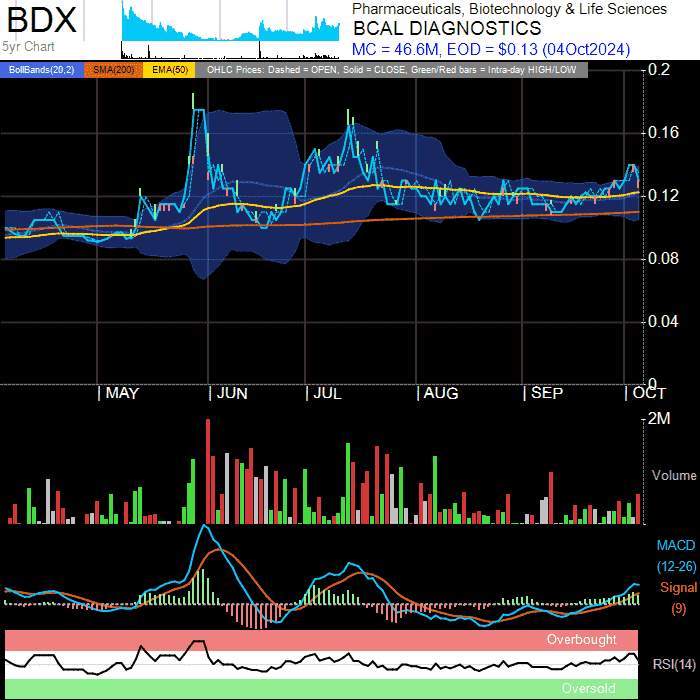 BDX
5yr Chart
Pharmaceuticals, Biotechnology & Life Sciences
BCAL DIAGNOSTICS
MC = 46.6M, EOD = $0.13 (04Oct2024)
BollBands(20,2) SMA(200) EMA(50) OHLC Prices: Dashed = OPEN, Solid = CLOSE, Green/Red bars = Intra-day HIGH/LOW
0.2
0.16
0.12
0.08
0.04
0
MAY JUN JUL AUG SEP OCT
2M
Volume
MACD
(12-26)
Signal
(9)
Overbought
RSI(14)
Oversold